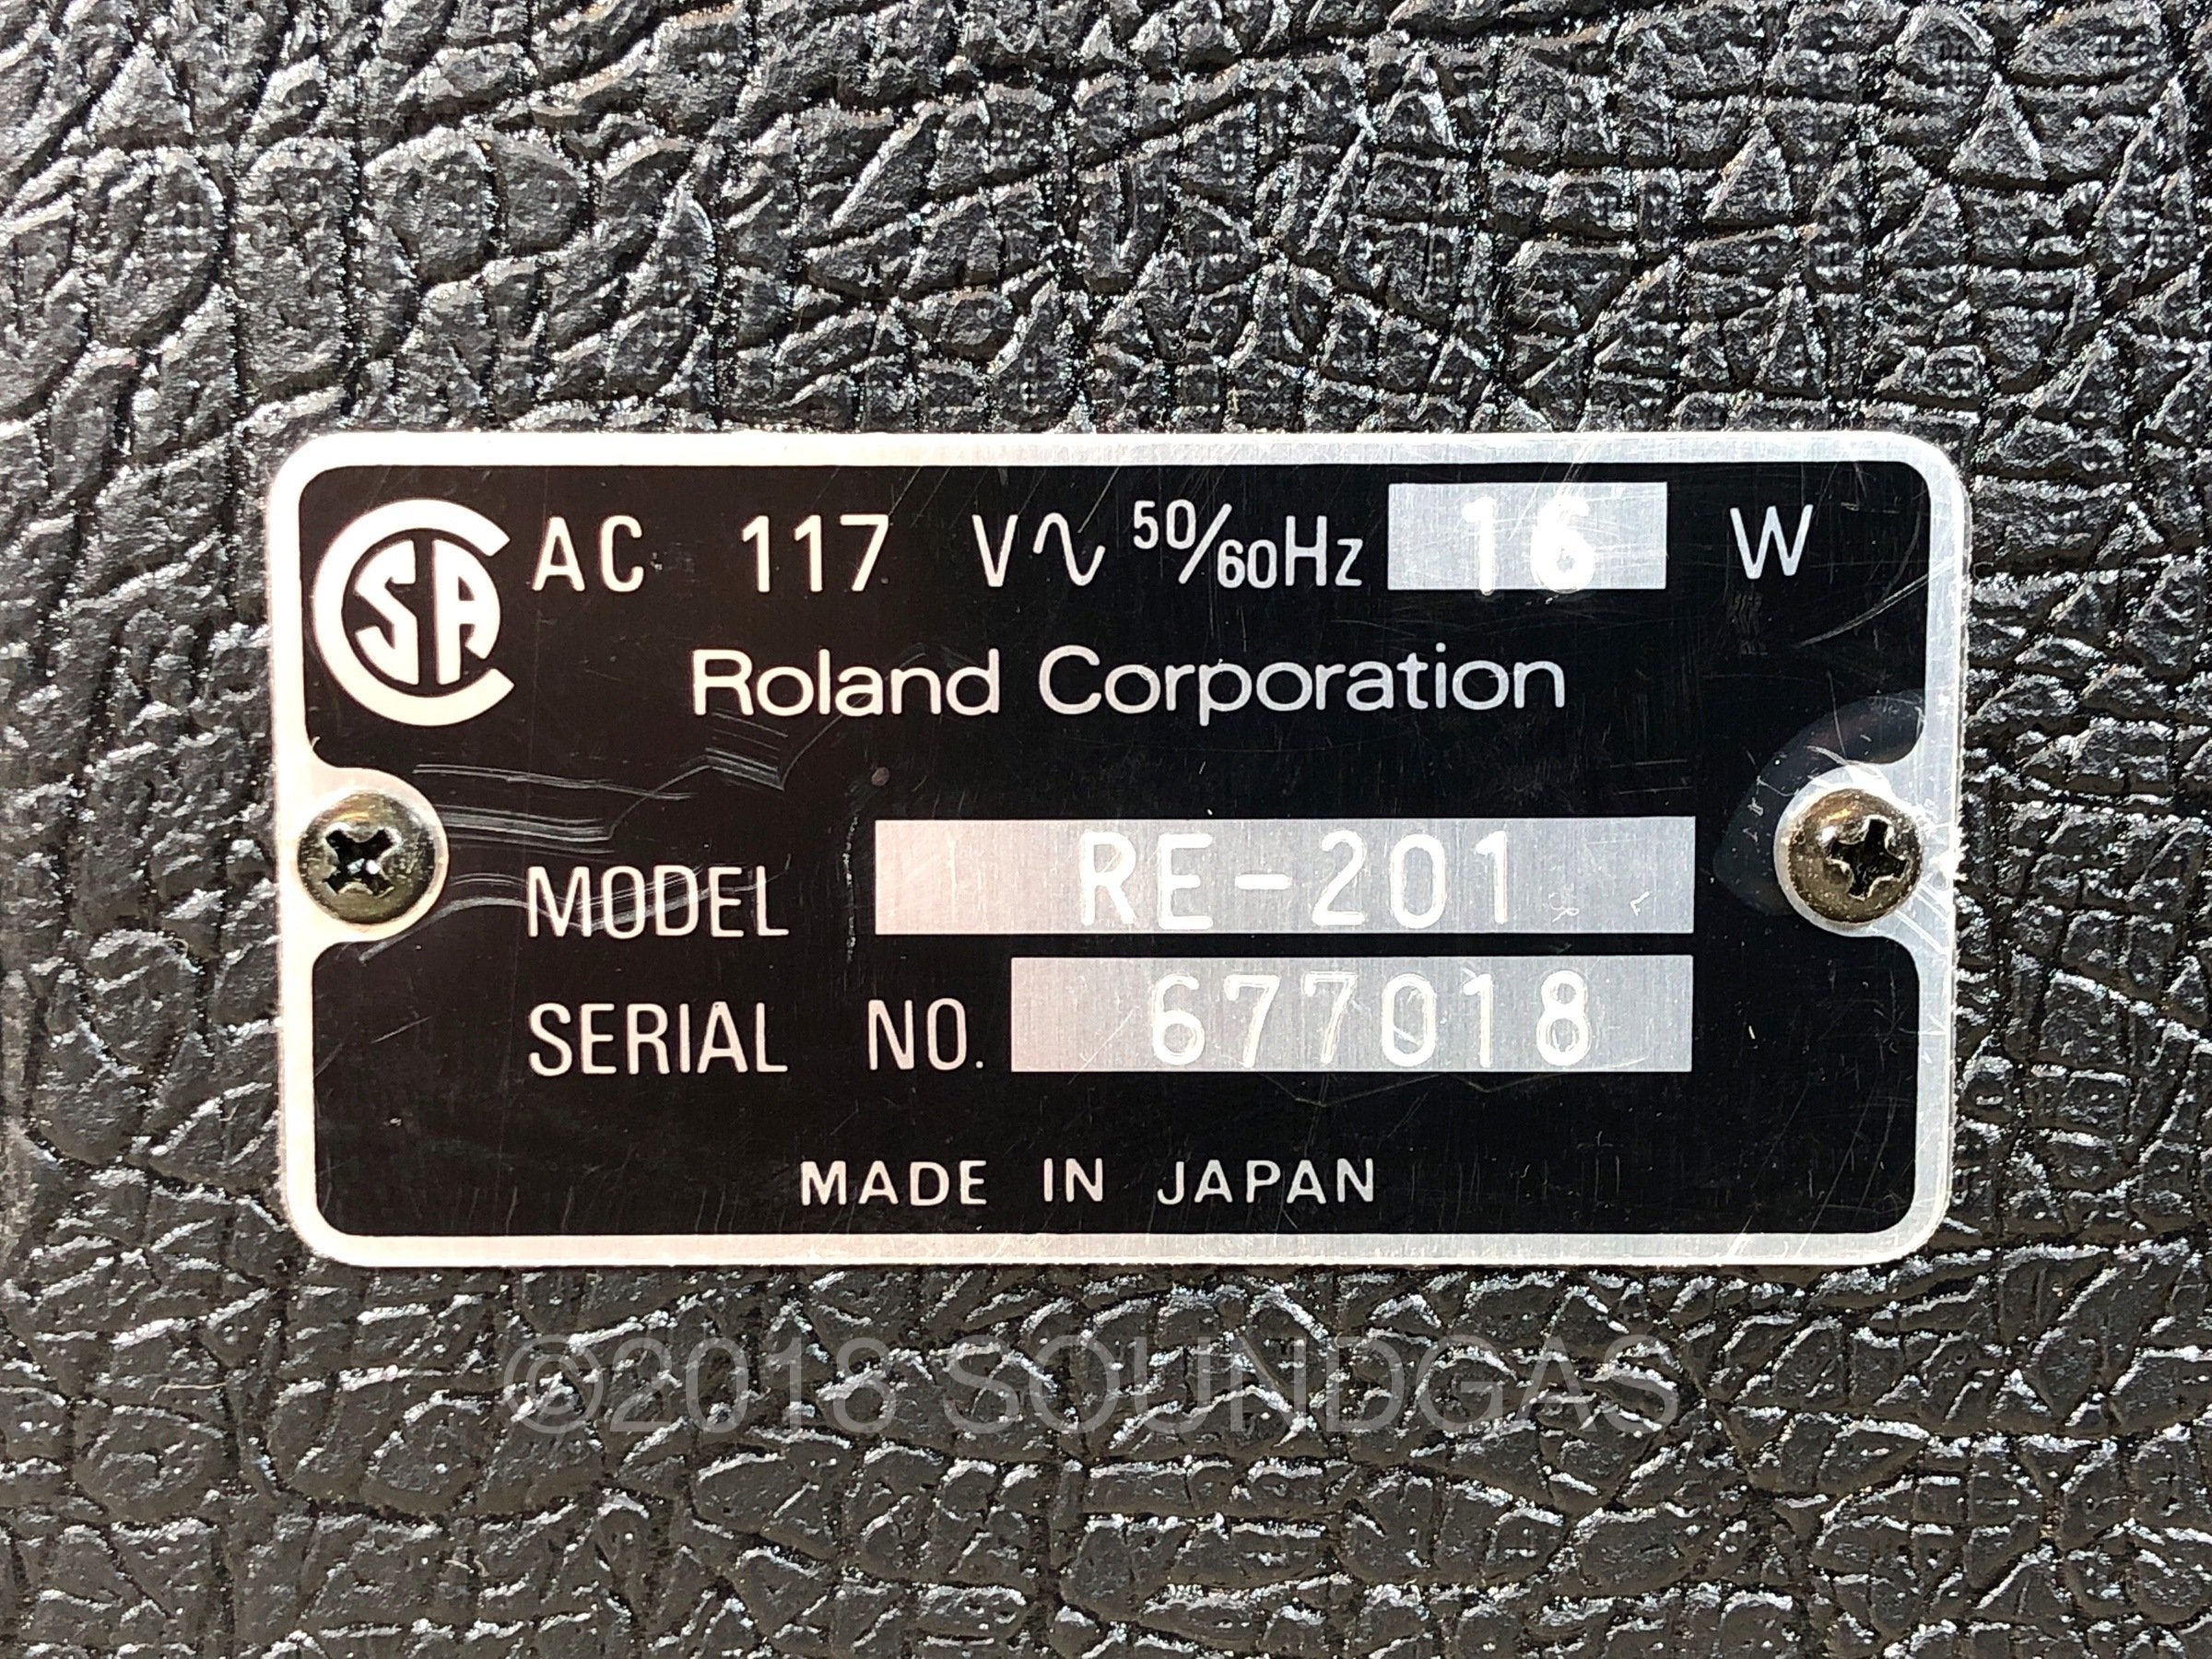 CSA AC 117 V∿ 50/60Hz 16 W
Roland Corporation
MODEL RE-201
SERIAL NO. 677018
MADE IN JAPAN
©2018 SOUNDGAS